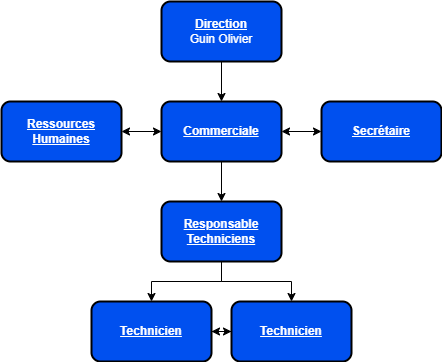 Direction
Guin Olivier
Ressources
Humaines
Commerciale
Secrétaire
Responsable
Techniciens
Technicien
Technicien